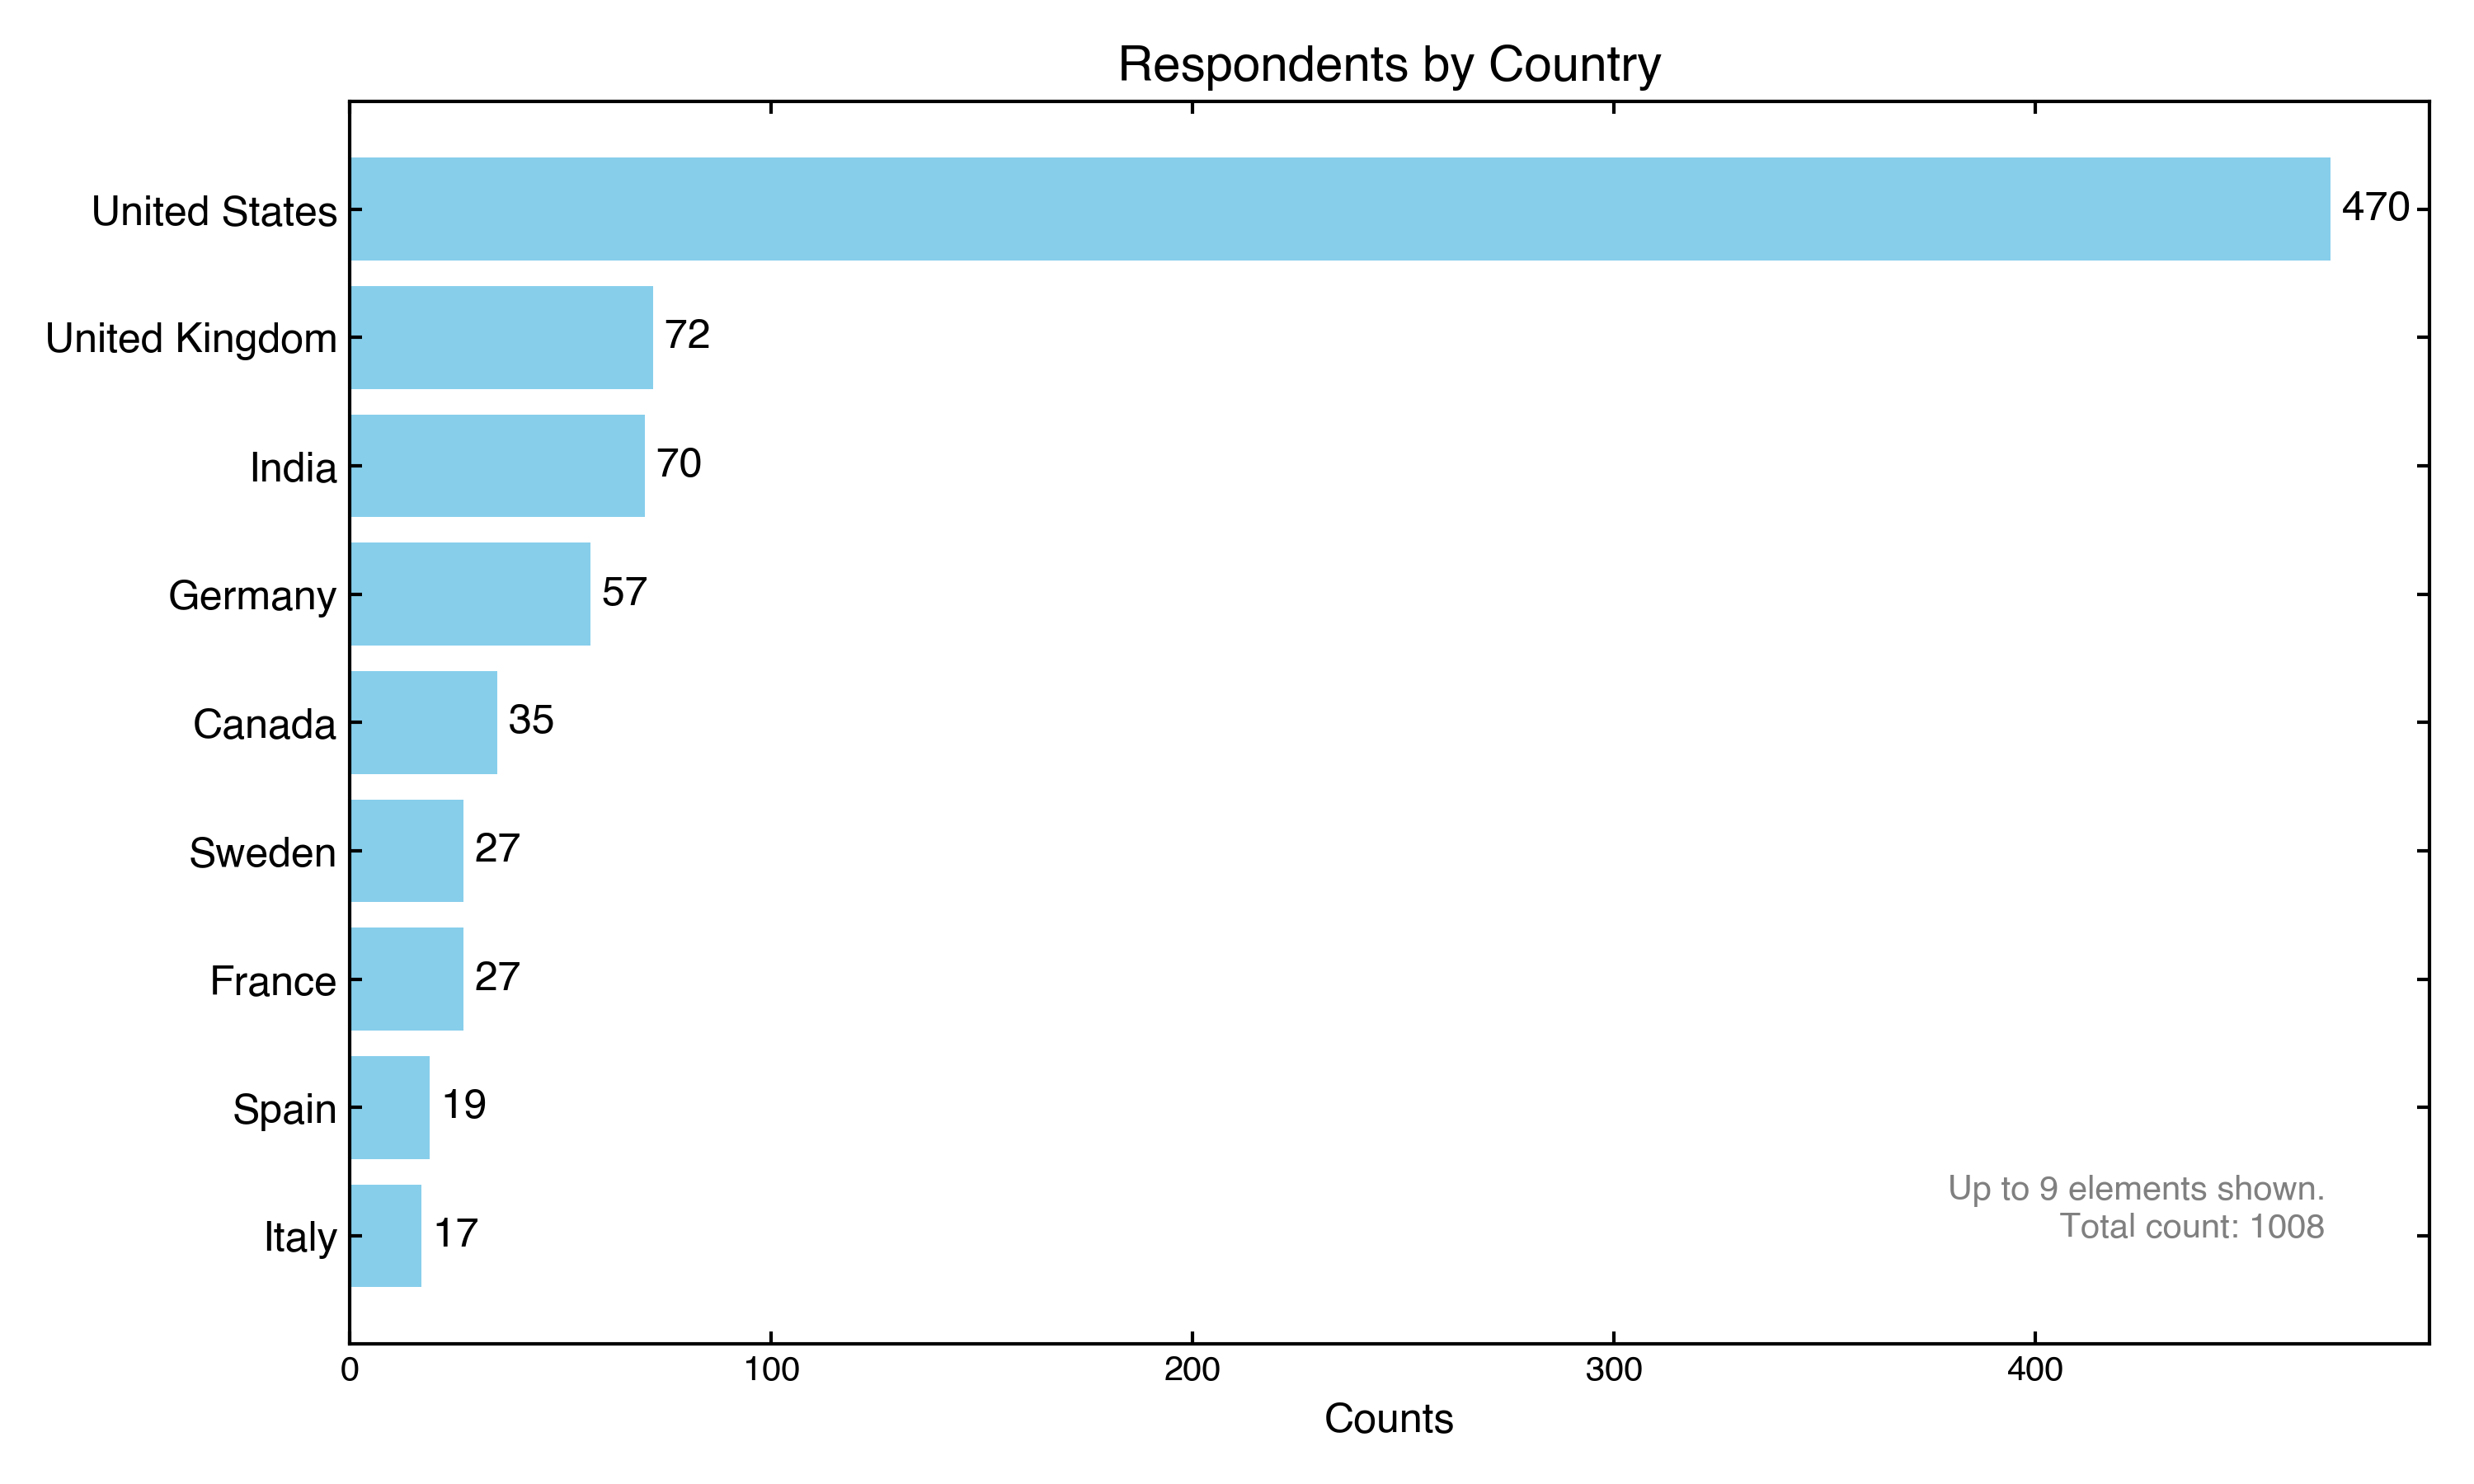 Respondents by Country
United States 470
United Kingdom 72
India 70
Germany 57
Canada 35
Sweden 27
France 27
Spain 19
Italy 17
Up to 9 elements shown.
Total count: 1008
0 100 200 300 400
Counts